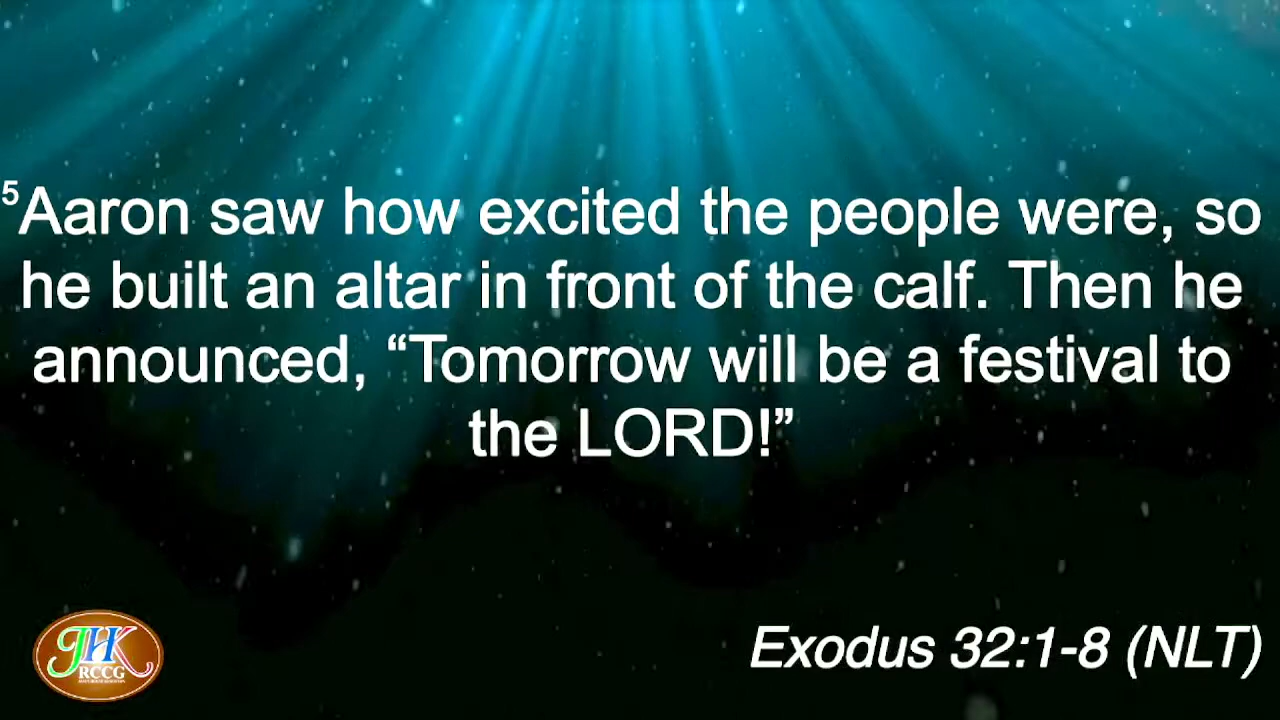 ⁵Aaron saw how excited the people were, so
he built an altar in front of the calf. Then he
announced, “Tomorrow will be a festival to
the LORD!”
Exodus 32:1-8 (NLT)
JHK
RCCG